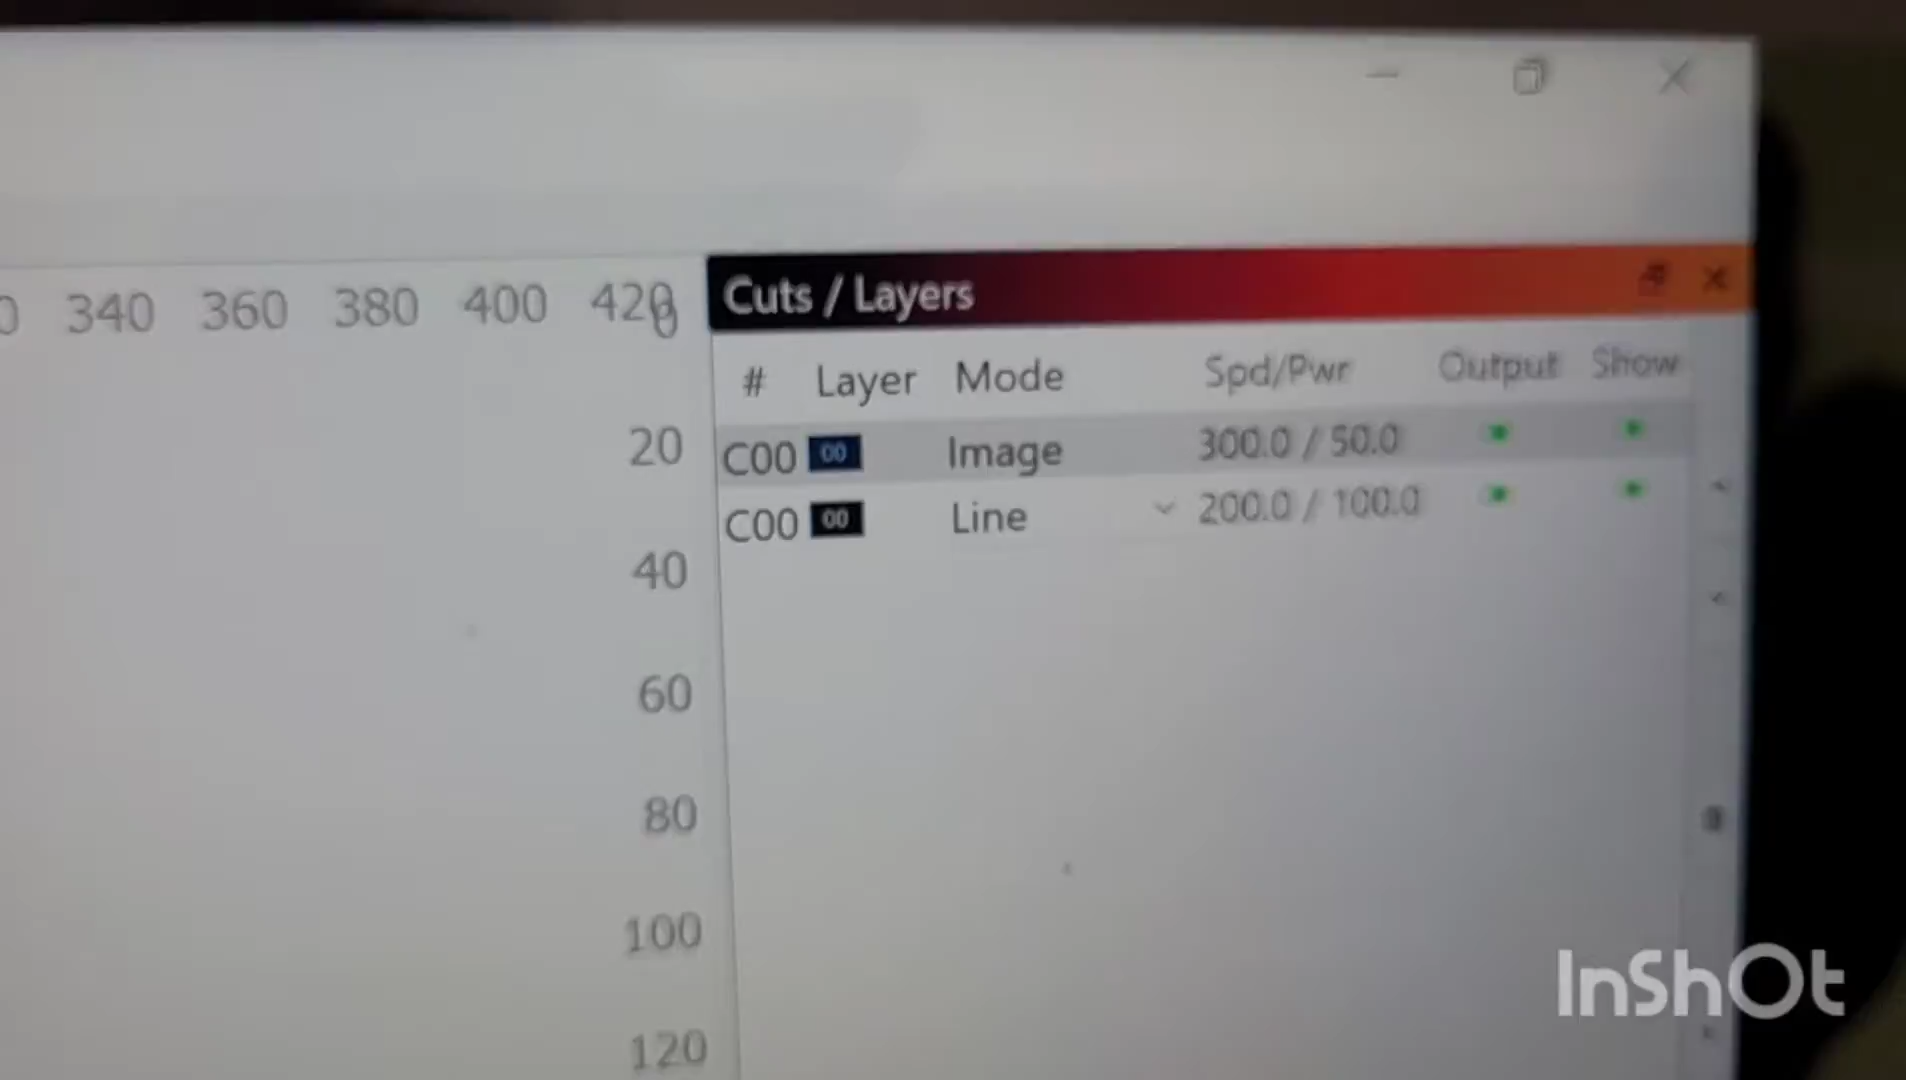 340 360 380 400 420
0
Cuts / Layers
# Layer Mode Spd/Pwr Output Show
20
C00 00 Image 300.0 / 50.0
C00 00 Line 200.0 / 100.0
40
60
80
100
120
InShOt